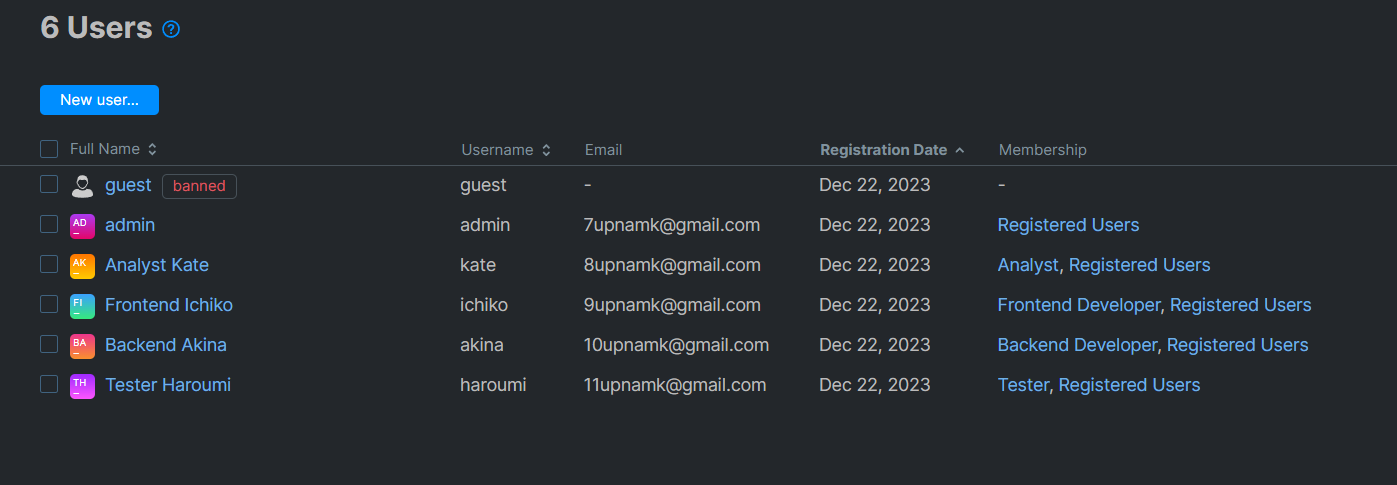 6 Users ?
New user...
Full Name Username Email Registration Date Membership
guest banned guest - Dec 22, 2023 -
AD admin admin 7upnamk@gmail.com Dec 22, 2023 Registered Users
AK Analyst Kate kate 8upnamk@gmail.com Dec 22, 2023 Analyst, Registered Users
FI Frontend Ichiko ichiko 9upnamk@gmail.com Dec 22, 2023 Frontend Developer, Registered Users
BA Backend Akina akina 10upnamk@gmail.com Dec 22, 2023 Backend Developer, Registered Users
TH Tester Haroumi haroumi 11upnamk@gmail.com Dec 22, 2023 Tester, Registered Users